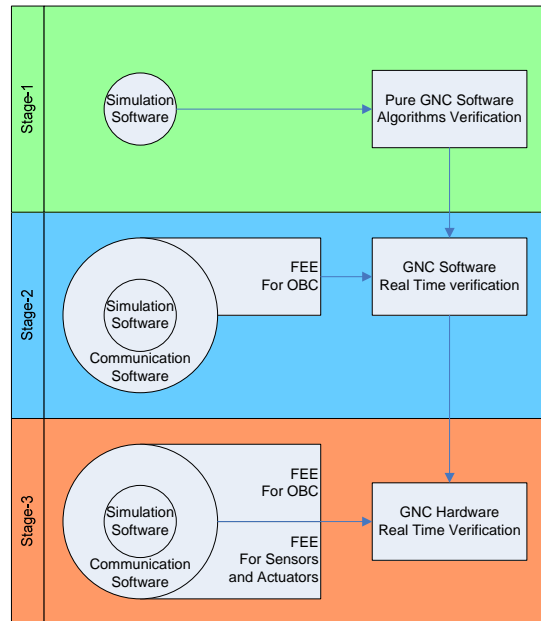 Stage-1
Simulation
Software
Pure GNC Software
Algorithms Verification
Stage-2
Simulation
Software
Communication
Software
FEE
For OBC
GNC Software
Real Time verification
Stage-3
Simulation
Software
Communication
Software
FEE
For OBC
FEE
For Sensors
and Actuators
GNC Hardware
Real Time Verification